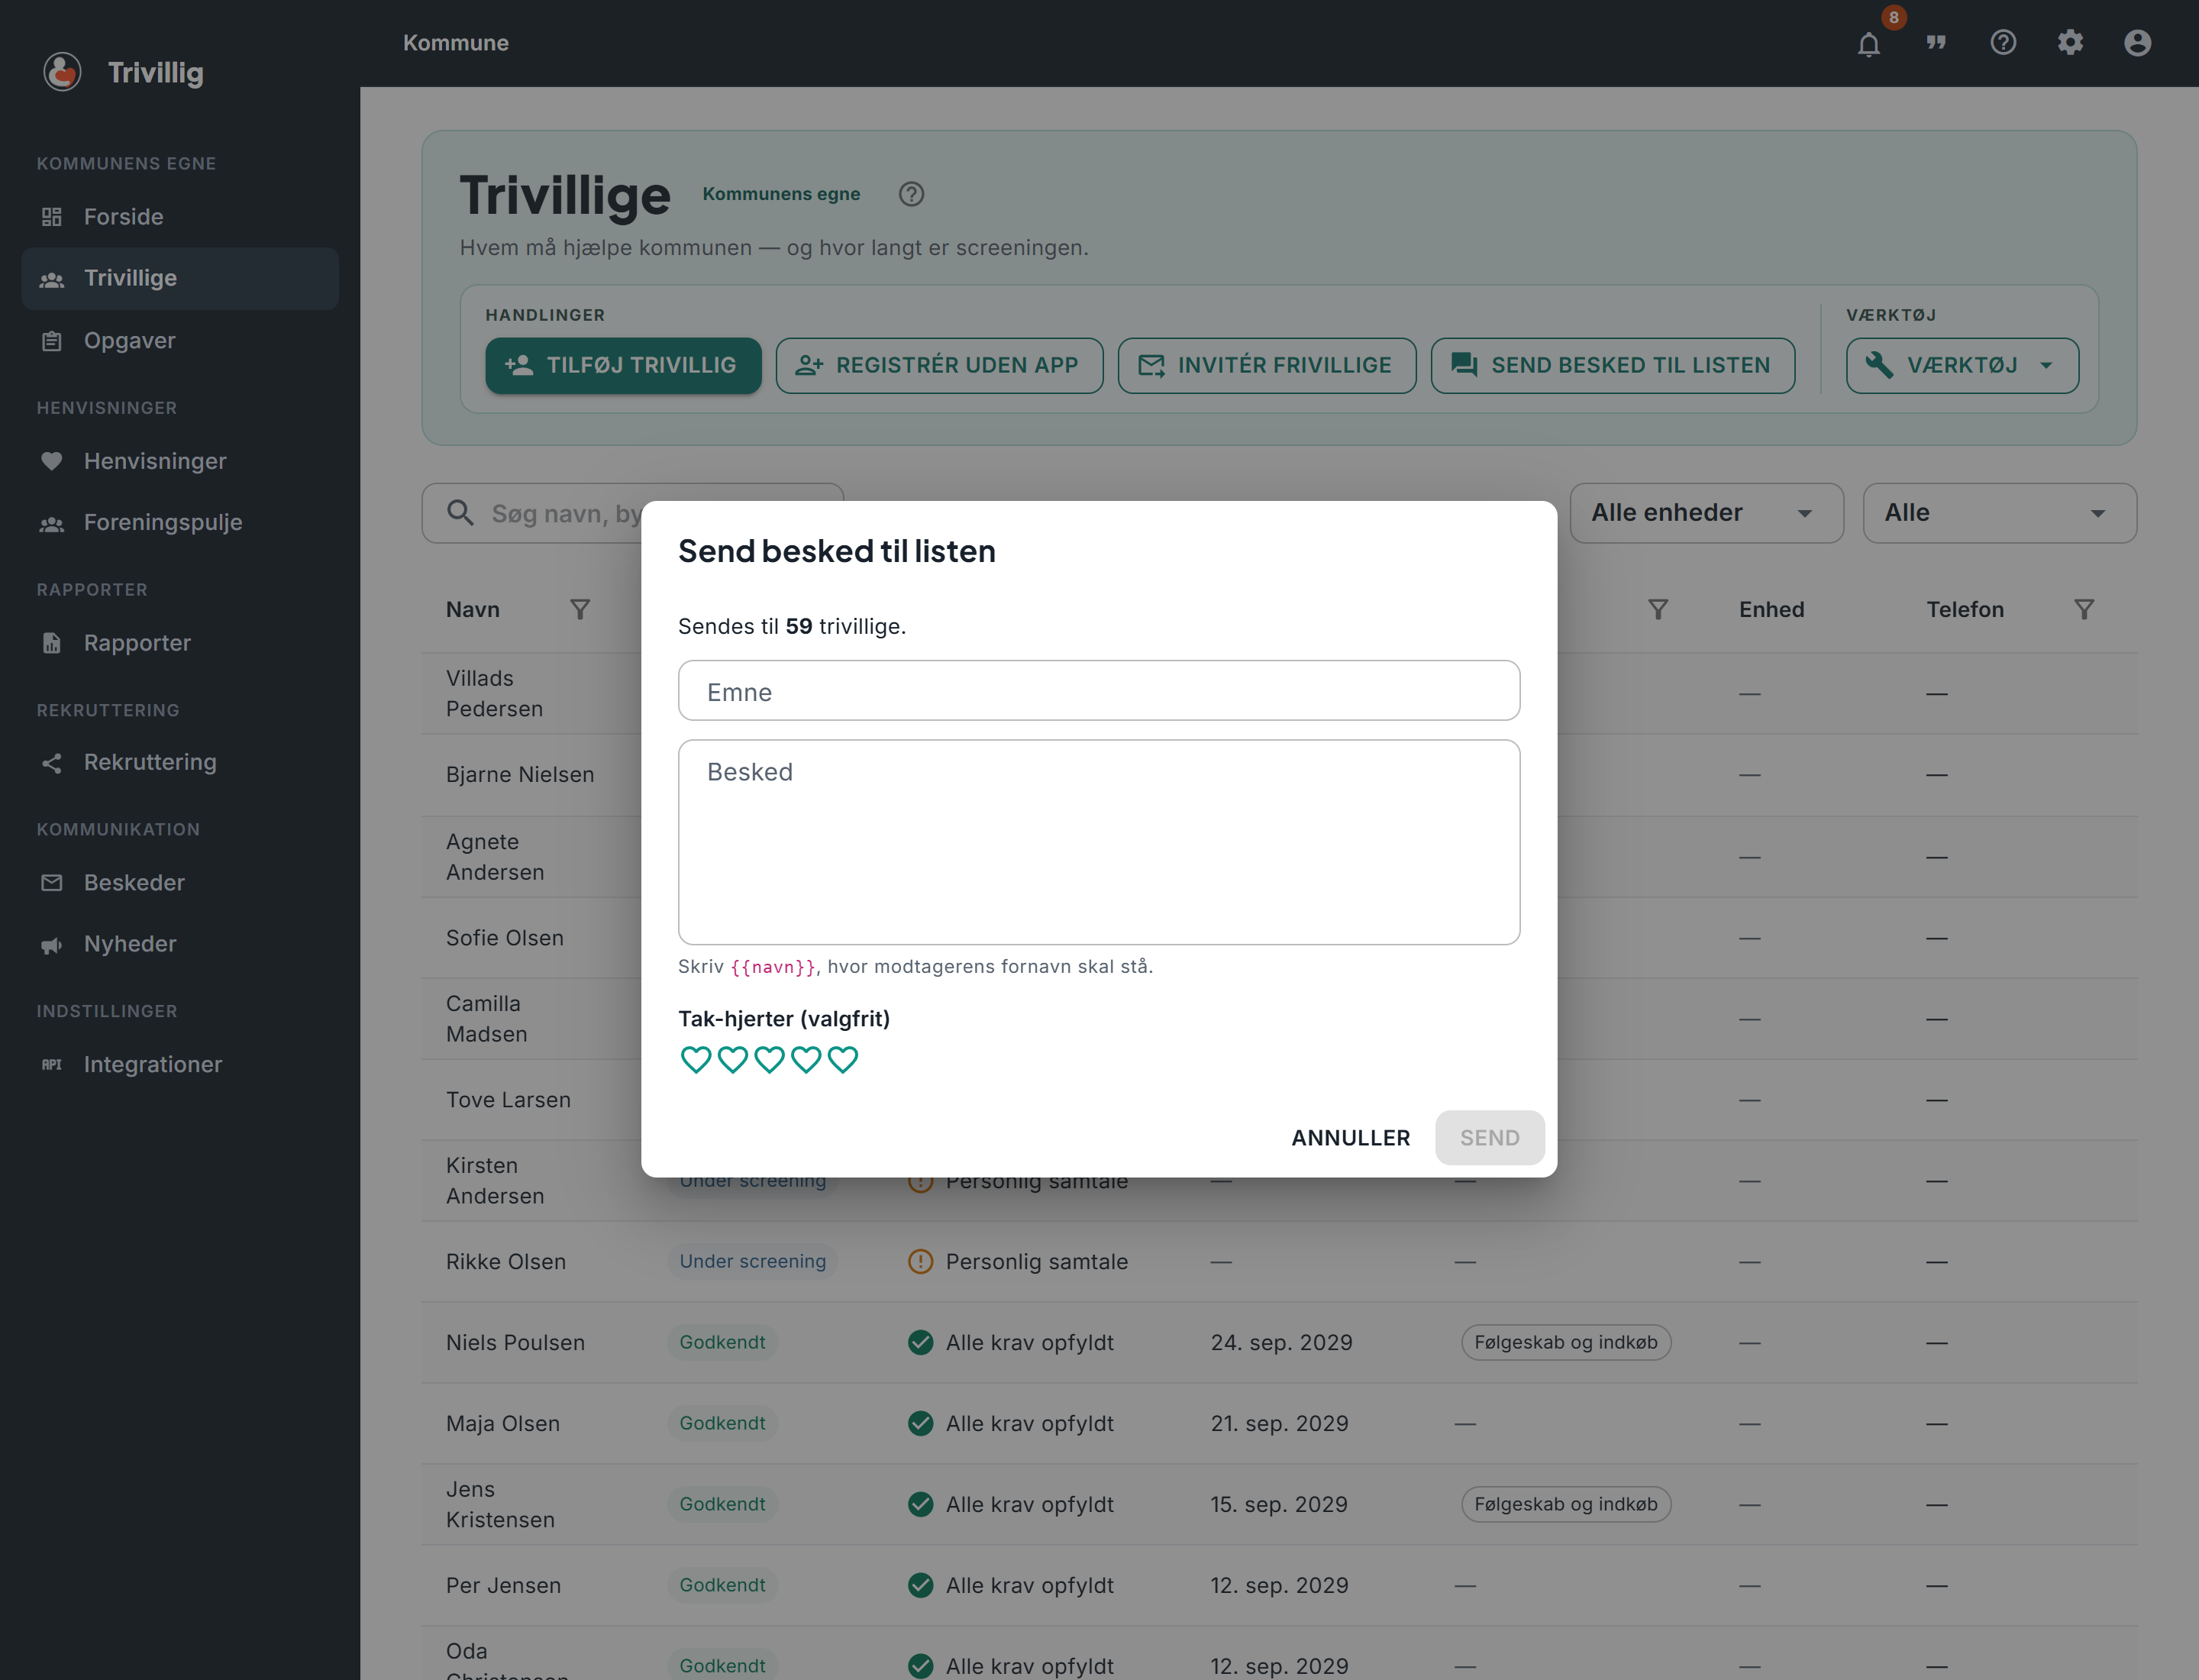 Trivillig
Kommune
8
KOMMUNENS EGNE
Forside
Trivillige
Opgaver
HENVISNINGER
Henvisninger
Foreningspulje
RAPPORTER
Rapporter
REKRUTTERING
Rekruttering
KOMMUNIKATION
Beskeder
Nyheder
INDSTILLINGER
API Integrationer
Trivillige Kommunens egne
Hvem må hjælpe kommunen — og hvor langt er screeningen.
HANDLINGER
TILFØJ TRIVILLIG
REGISTRÉR UDEN APP
INVITÉR FRIVILLIGE
SEND BESKED TIL LISTEN
VÆRKTØJ
VÆRKTØJ
Søg navn, by
Alle enheder
Alle
Navn
Enhed
Telefon
Send besked til listen
Sendes til 59 trivillige.
Emne
Besked
Skriv {{navn}}, hvor modtagerens fornavn skal stå.
Tak-hjerter (valgfrit)
ANNULLER
SEND
Villads
Pedersen — —
Bjarne Nielsen — —
Agnete
Andersen — —
Sofie Olsen — —
Camilla
Madsen — —
Tove Larsen — —
Kirsten
Andersen Under screening Personlig samtale — — — —
Rikke Olsen Under screening Personlig samtale — — — —
Niels Poulsen Godkendt Alle krav opfyldt 24. sep. 2029 Følgeskab og indkøb — —
Maja Olsen Godkendt Alle krav opfyldt 21. sep. 2029 — — —
Jens
Kristensen Godkendt Alle krav opfyldt 15. sep. 2029 Følgeskab og indkøb — —
Per Jensen Godkendt Alle krav opfyldt 12. sep. 2029 — — —
Oda
Christensen Godkendt Alle krav opfyldt 12. sep. 2029 — — —